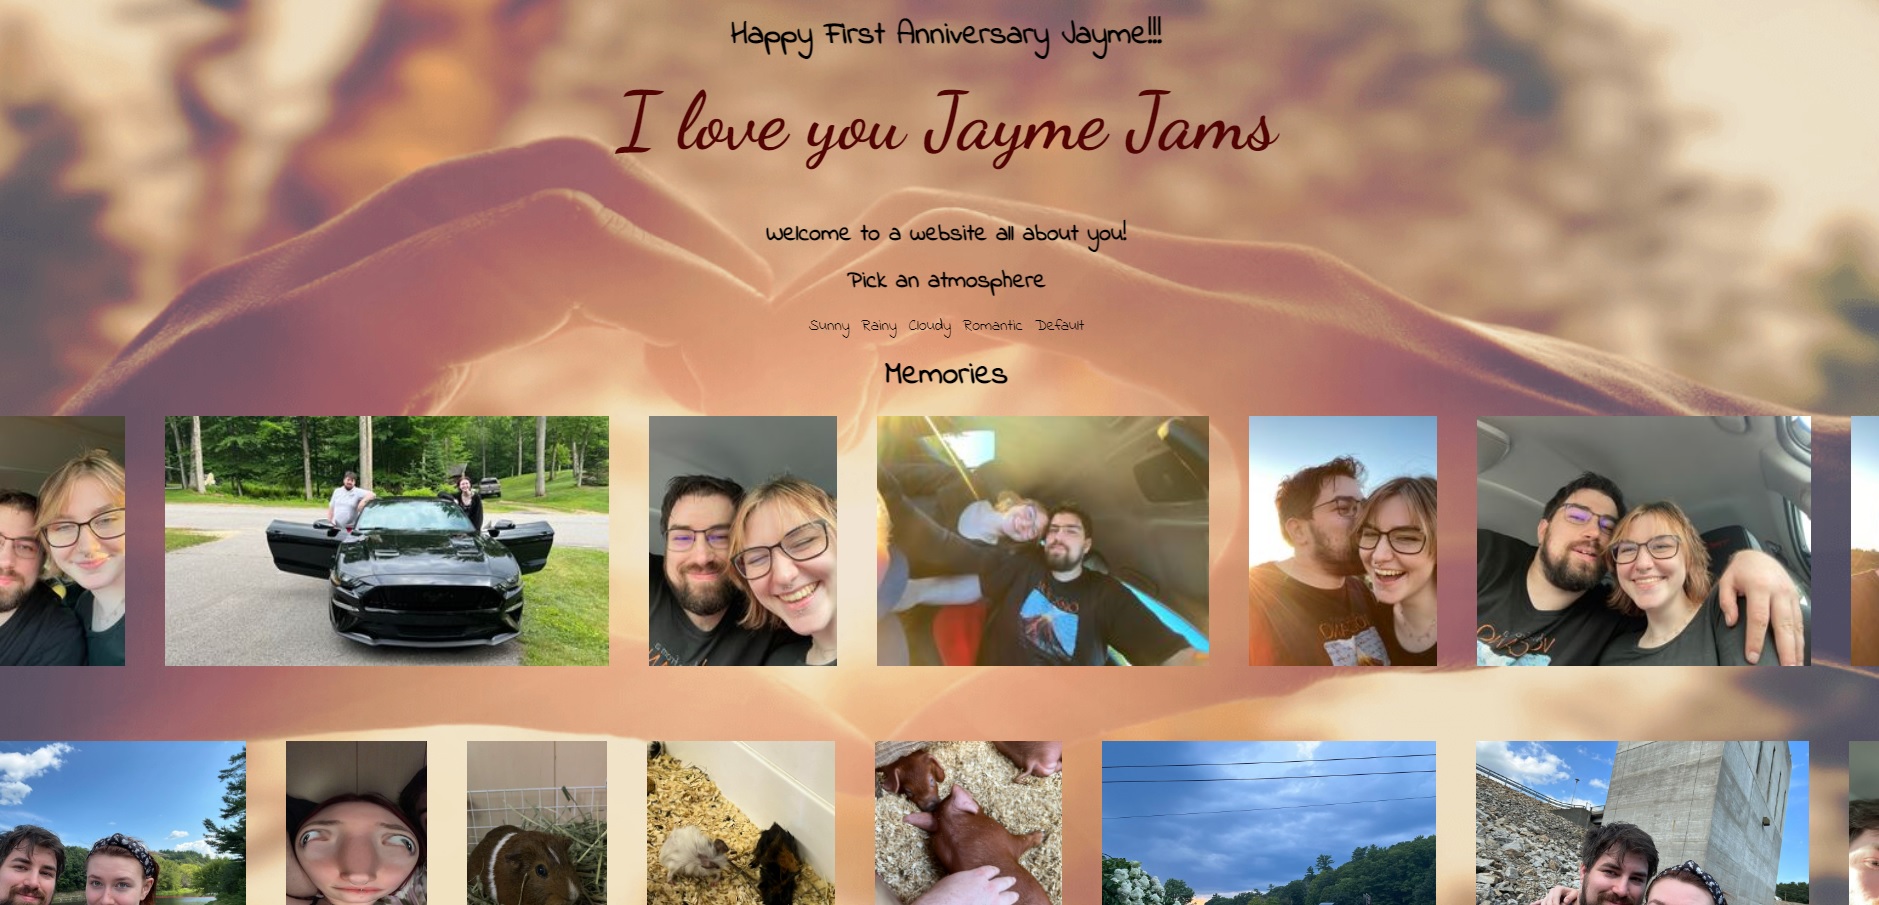 Happy First Anniversary Jayme!!!
I love you Jayme Jams
Welcome to a website all about you!
Pick an atmosphere
Sunny Rainy Cloudy Romantic Default
Memories